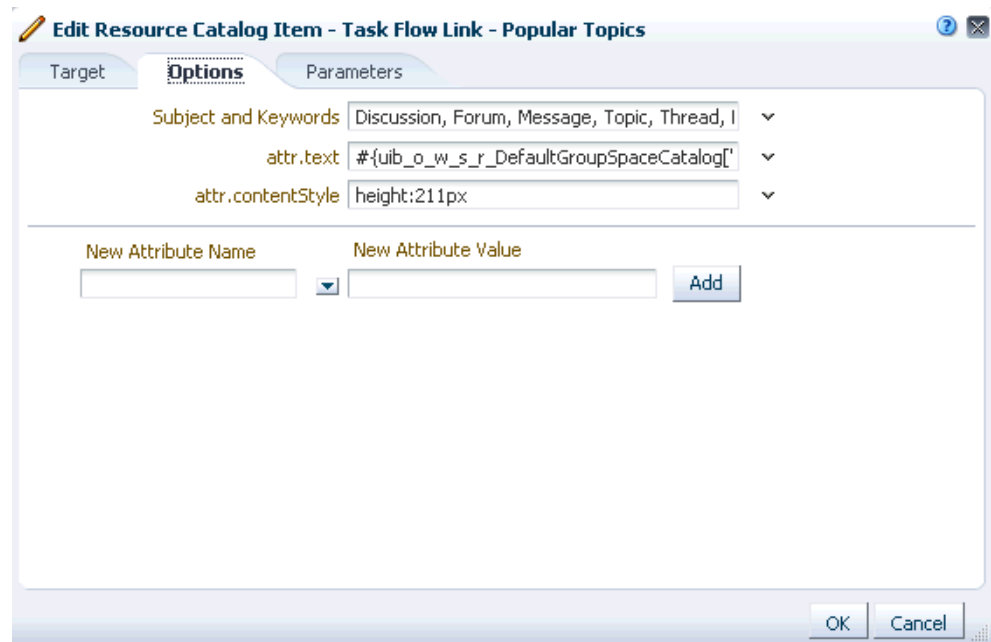 Edit Resource Catalog Item - Task Flow Link - Popular Topics
Target Options Parameters
Subject and Keywords Discussion, Forum, Message, Topic, Thread,
attr.text #{uib_o_w_s_r_DefaultGroupSpaceCatalog['
attr.contentStyle height:211px
New Attribute Name New Attribute Value
Add
OK Cancel